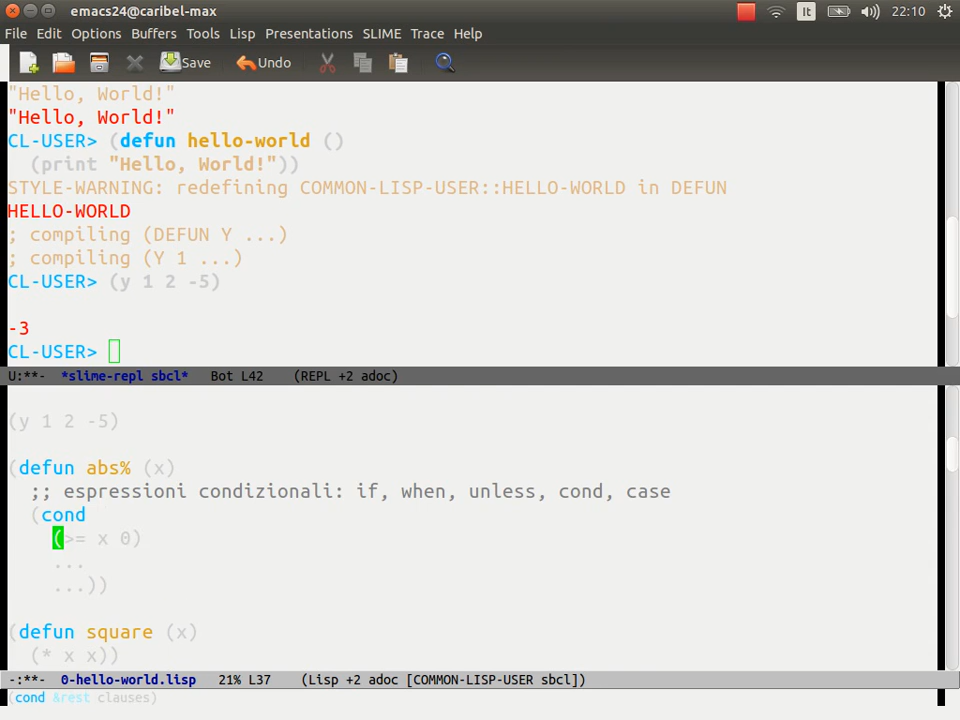 emacs24@caribel-max
It
22:10
File Edit Options Buffers Tools Lisp Presentations SLIME Trace Help
Save Undo
"Hello, World!"
"Hello, World!"
CL-USER> (defun hello-world ()
(print "Hello, World!"))
STYLE-WARNING: redefining COMMON-LISP-USER::HELLO-WORLD in DEFUN
HELLO-WORLD
; compiling (DEFUN Y ...)
; compiling (Y 1 ...)
CL-USER> (y 1 2 -5)
-3
CL-USER>
U:**- *slime-repl sbcl* Bot L42 (REPL +2 adoc)
(y 1 2 -5)
(defun abs% (x)
;; espressioni condizionali: if, when, unless, cond, case
(cond
(>= x 0)
...
...))
(defun square (x)
(* x x))
-:**- 0-hello-world.lisp 21% L37 (Lisp +2 adoc [COMMON-LISP-USER sbcl])
(cond &rest clauses)